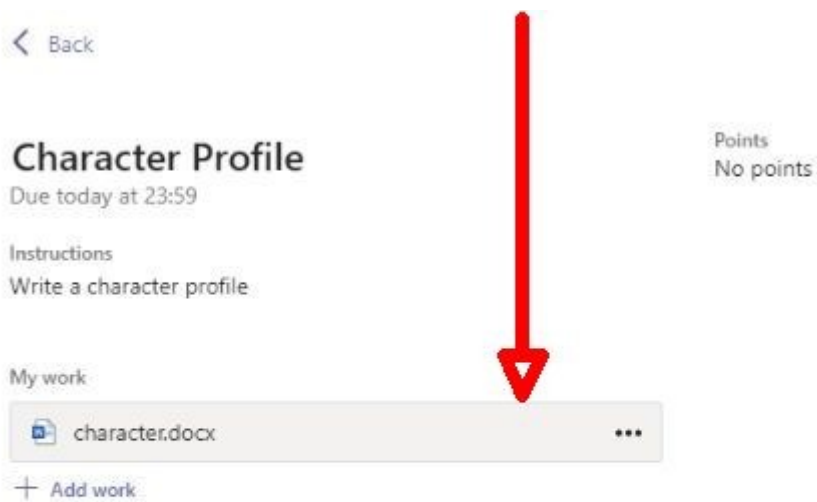 Back
Character Profile
Due today at 23:59
Points
No points
Instructions
Write a character profile
My work
character.docx
Add work